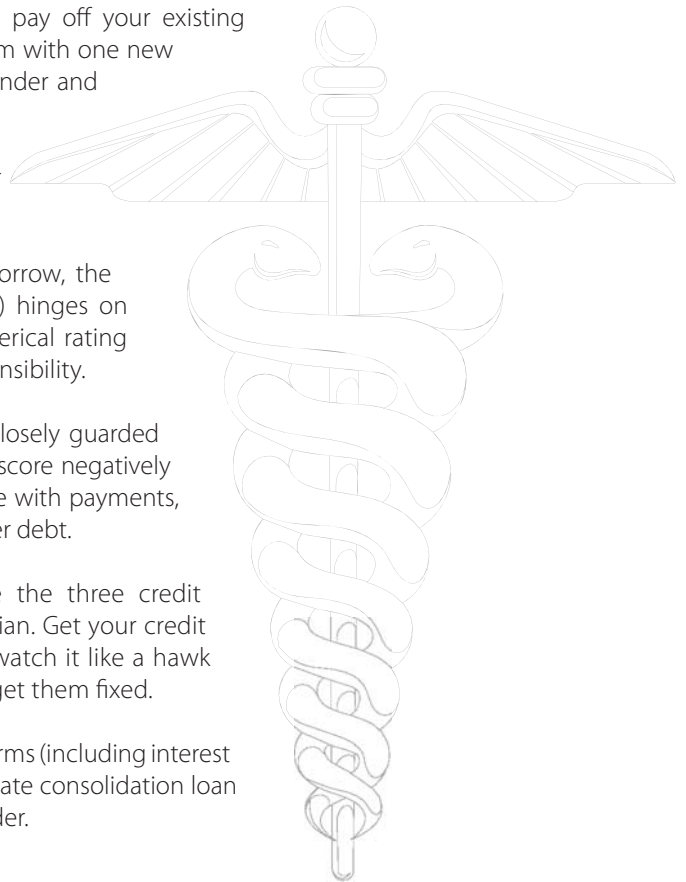 pay off your existing
m with one new
nder and
orrow, the
) hinges on
erical rating
nsibility.
losely guarded
score negatively
e with payments,
er debt.
e the three credit
ian. Get your credit
watch it like a hawk
get them fixed.
rms (including interest
ate consolidation loan
der.